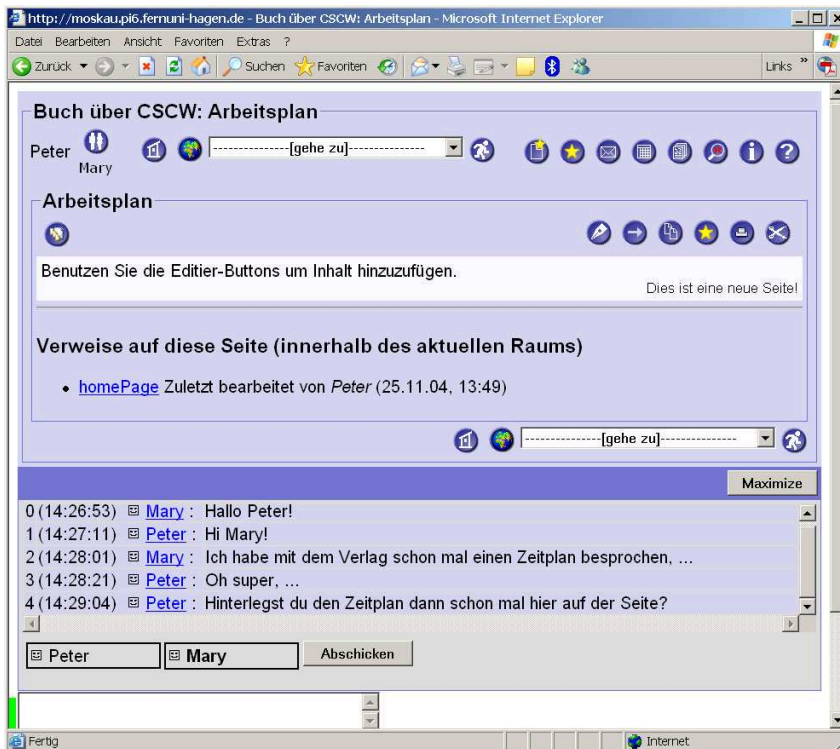 http://moskau.pi6.fernuni-hagen.de - Buch über CSCW: Arbeitsplan - Microsoft Internet Explorer
Datei Bearbeiten Ansicht Favoriten Extras ?
Zurück Suchen Favoriten Links »
Buch über CSCW: Arbeitsplan
Peter ---------------[gehe zu]---------------
Mary
Arbeitsplan
Benutzen Sie die Editier-Buttons um Inhalt hinzuzufügen.
Dies ist eine neue Seite!
Verweise auf diese Seite (innerhalb des aktuellen Raums)
• homePage Zuletzt bearbeitet von Peter (25.11.04, 13:49)
---------------[gehe zu]---------------
Maximize
0 (14:26:53) Mary : Hallo Peter!
1 (14:27:11) Peter : Hi Mary!
2 (14:28:01) Mary : Ich habe mit dem Verlag schon mal einen Zeitplan besprochen, ...
3 (14:28:21) Peter : Oh super, ...
4 (14:29:04) Peter : Hinterlegst du den Zeitplan dann schon mal hier auf der Seite?
Peter Mary Abschicken
Fertig Internet